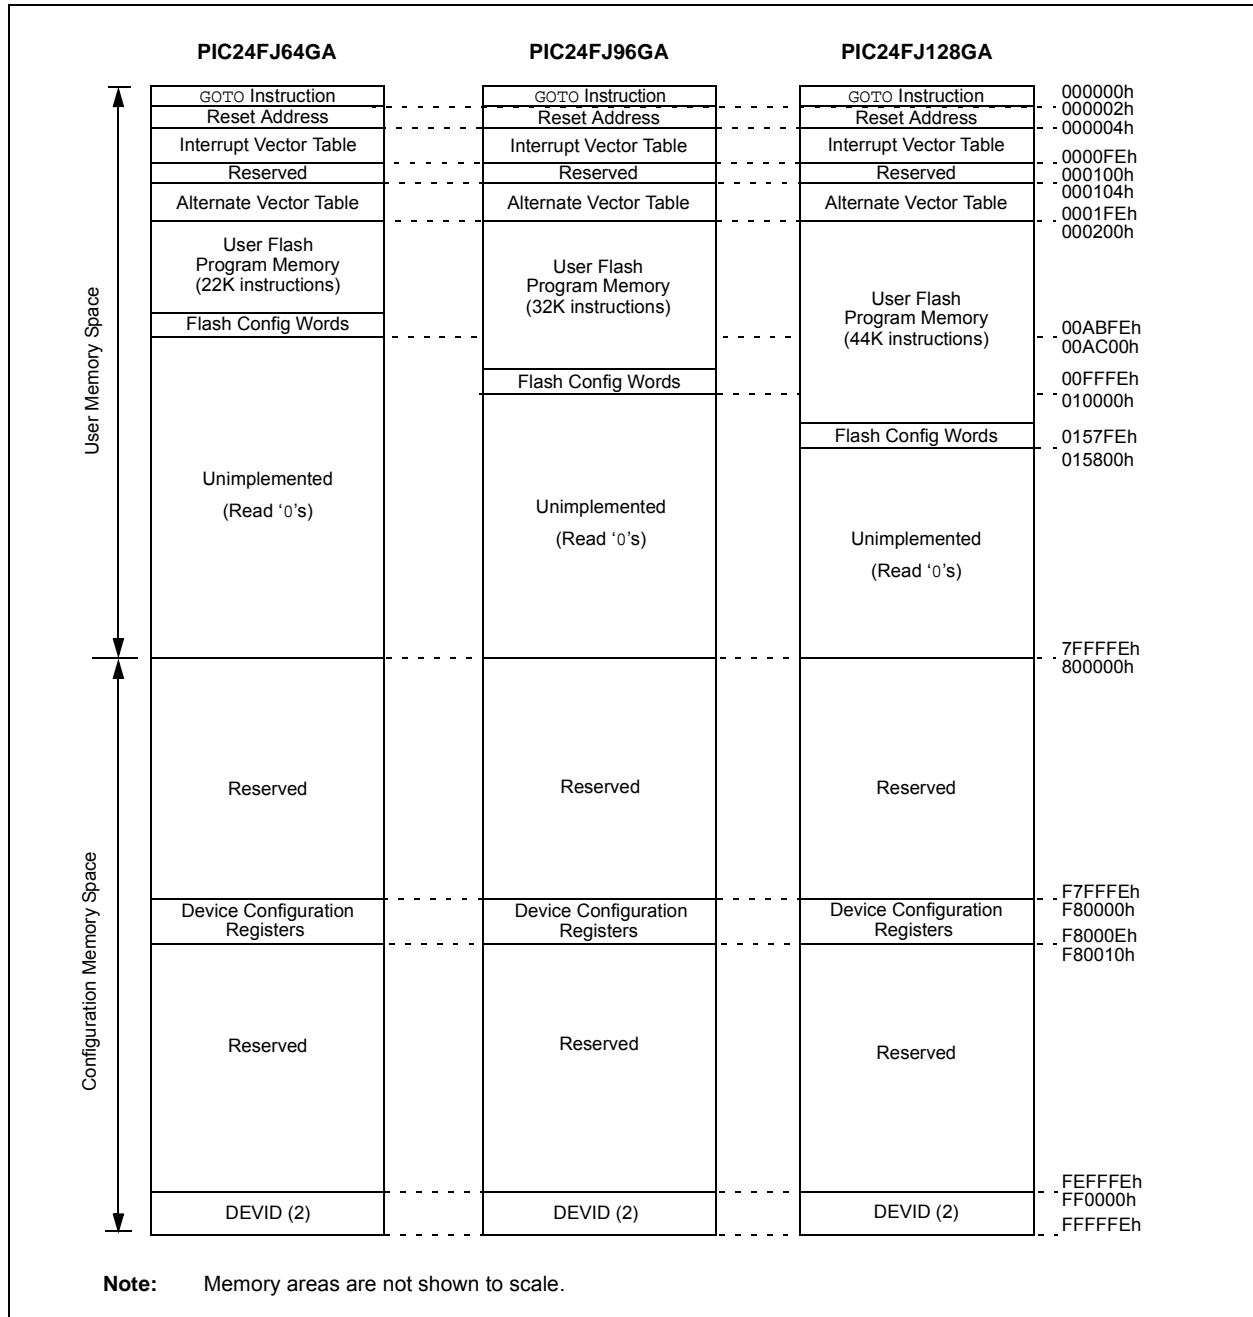 PIC24FJ64GA
PIC24FJ96GA
PIC24FJ128GA
GOTO Instruction
GOTO Instruction
GOTO Instruction
000000h
000002h
Reset Address
Reset Address
Reset Address
000004h
Interrupt Vector Table
Interrupt Vector Table
Interrupt Vector Table
0000FEh
Reserved
Reserved
Reserved
000100h
000104h
Alternate Vector Table
Alternate Vector Table
Alternate Vector Table
0001FEh
000200h
User Flash
Program Memory
(22K instructions)
User Flash
Program Memory
(32K instructions)
User Flash
Program Memory
(44K instructions)
Flash Config Words
00ABFEh
00AC00h
Flash Config Words
00FFFEh
010000h
Flash Config Words
0157FEh
015800h
User Memory Space
Unimplemented
(Read ‘0’s)
Unimplemented
(Read ‘0’s)
Unimplemented
(Read ‘0’s)
7FFFFEh
800000h
Reserved
Reserved
Reserved
F7FFFEh
F80000h
Device Configuration
Registers
Device Configuration
Registers
Device Configuration
Registers
F8000Eh
F80010h
Configuration Memory Space
Reserved
Reserved
Reserved
FEFFFEh
FF0000h
DEVID (2)
DEVID (2)
DEVID (2)
FFFFFEh
Note: Memory areas are not shown to scale.